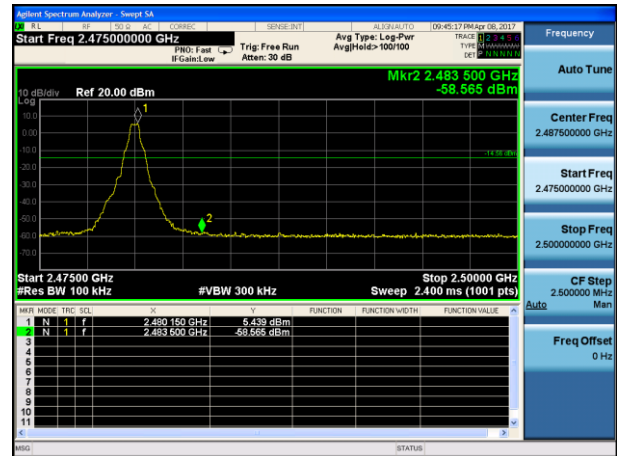 Agilent Spectrum Analyzer - Swept SA
RL RF 50 Ω AC CORREC SENSE:INT ALIGNAUTO 09:45:17 PM Apr 08, 2017
Start Freq 2.475000000 GHz
PNO: Fast
IFGain:Low
Trig: Free Run
Atten: 30 dB
Avg Type: Log-Pwr
Avg|Hold:> 100/100
TRACE 1 2 3 4 5 6
TYPE M
DET P N N N N N
Mkr2 2.483 500 GHz
-58.565 dBm
10 dB/div Ref 20.00 dBm
Log
10.0
0.00
-10.0
-20.0
-30.0
-40.0
-50.0
-60.0
-70.0
1
2
Start 2.47500 GHz Stop 2.50000 GHz
#Res BW 100 kHz #VBW 300 kHz Sweep 2.400 ms (1001 pts)
MKR MODE TRC SCL X Y FUNCTION FUNCTION WIDTH FUNCTION VALUE
1 N 1 f 2.480 150 GHz 5.439 dBm
2 N 1 f 2.483 500 GHz -58.565 dBm
3
4
5
6
7
8
9
10
11
MSG STATUS
Frequency
Auto Tune
Center Freq
2.487500000 GHz
Start Freq
2.475000000 GHz
Stop Freq
2.500000000 GHz
CF Step
2.500000 MHz
Auto Man
Freq Offset
0 Hz